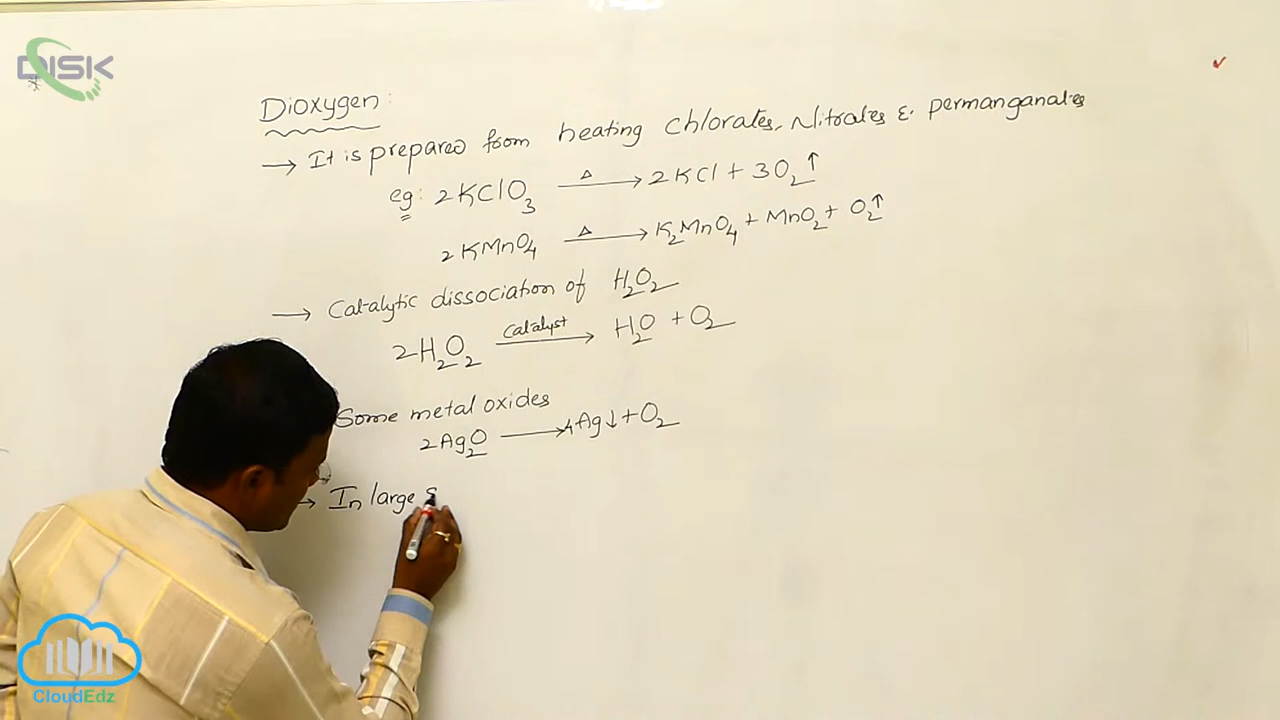 DISK
Dioxygen:
→ It is prepared from heating chlorates, Nitrates & permanganates
eg: 2KClO₃ —Δ→ 2KCl + 3O₂↑
2KMnO₄ —Δ→ K₂MnO₄ + MnO₂ + O₂↑
→ Catalytic dissociation of H₂O₂
2H₂O₂ —catalyst→ H₂O + O₂
Some metal oxides
2Ag₂O → 4Ag↓ + O₂
→ In large s
CloudEdz